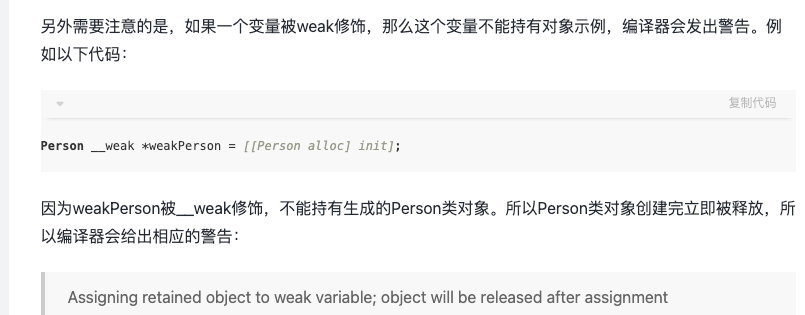 另外需要注意的是，如果一个变量被weak修饰，那么这个变量不能持有对象示例，编译器会发出警告。例
如以下代码：
复制代码
Person __weak *weakPerson = [[Person alloc] init];
因为weakPerson被__weak修饰，不能持有生成的Person类对象。所以Person类对象创建完立即被释放，所
以编译器会给出相应的警告：
Assigning retained object to weak variable; object will be released after assignment